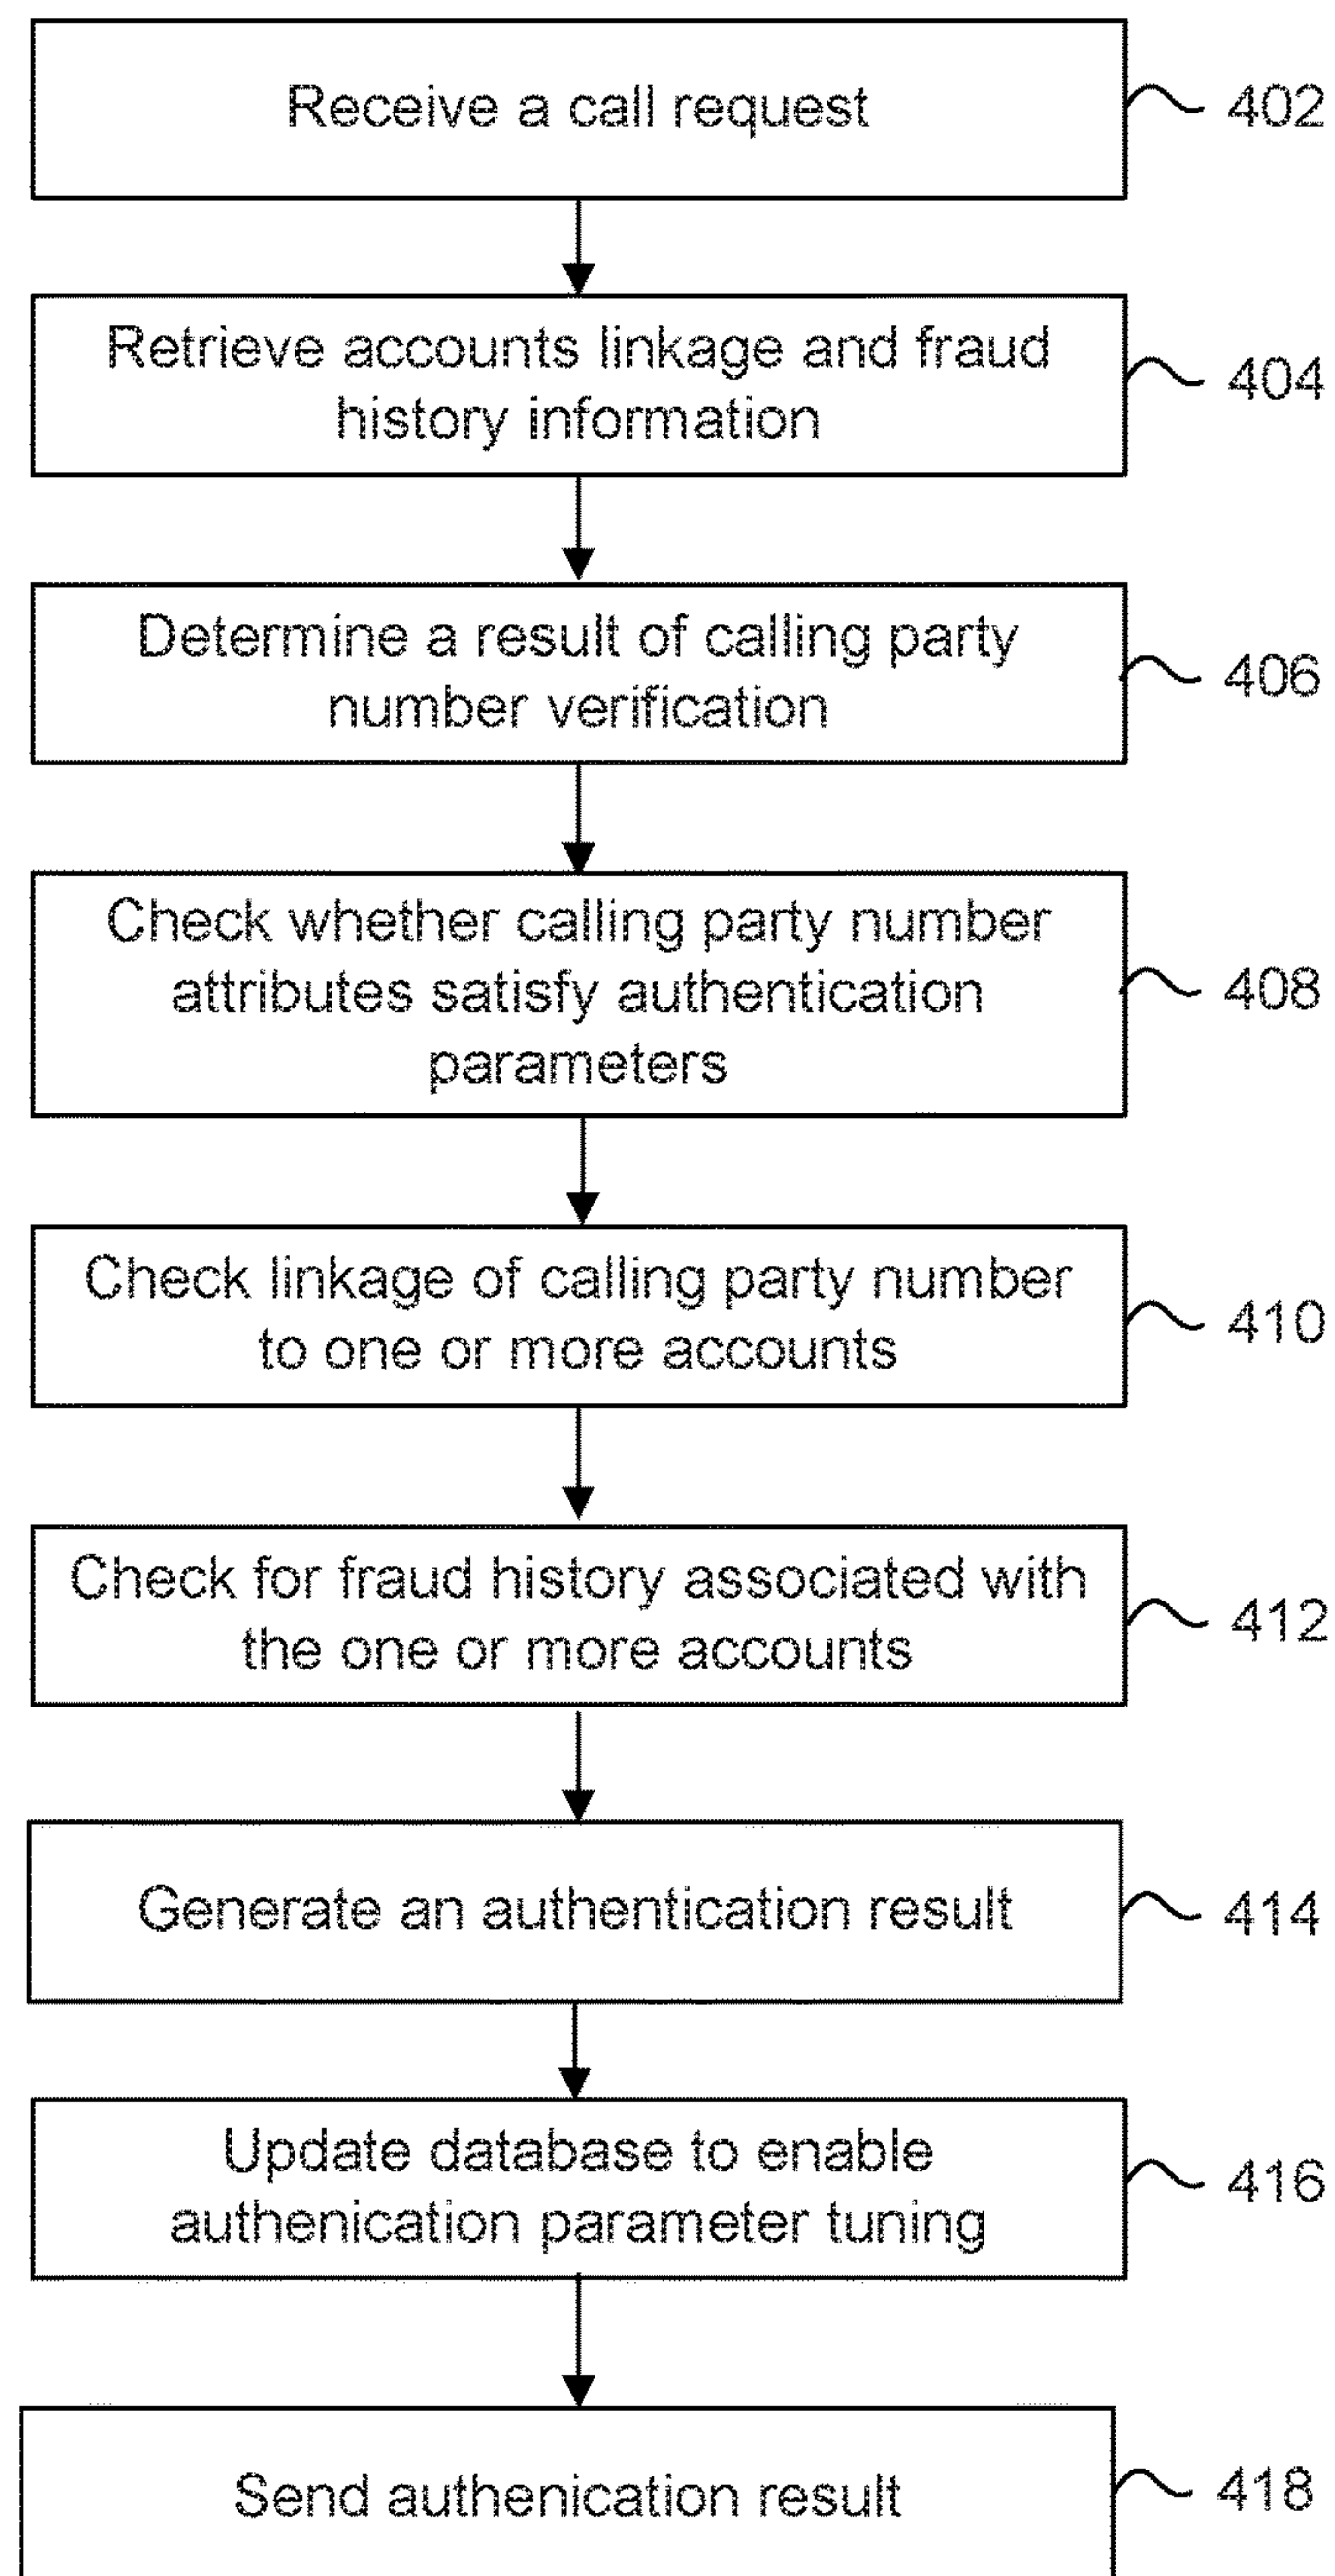 Receive a call request
402
Retrieve accounts linkage and fraud
history information
404
Determine a result of calling party
number verification
406
Check whether calling party number
attributes satisfy authentication
parameters
408
Check linkage of calling party number
to one or more accounts
410
Check for fraud history associated with
the one or more accounts
412
Generate an authentication result
414
Update database to enable
authenication parameter tuning
416
Send authenication result
418